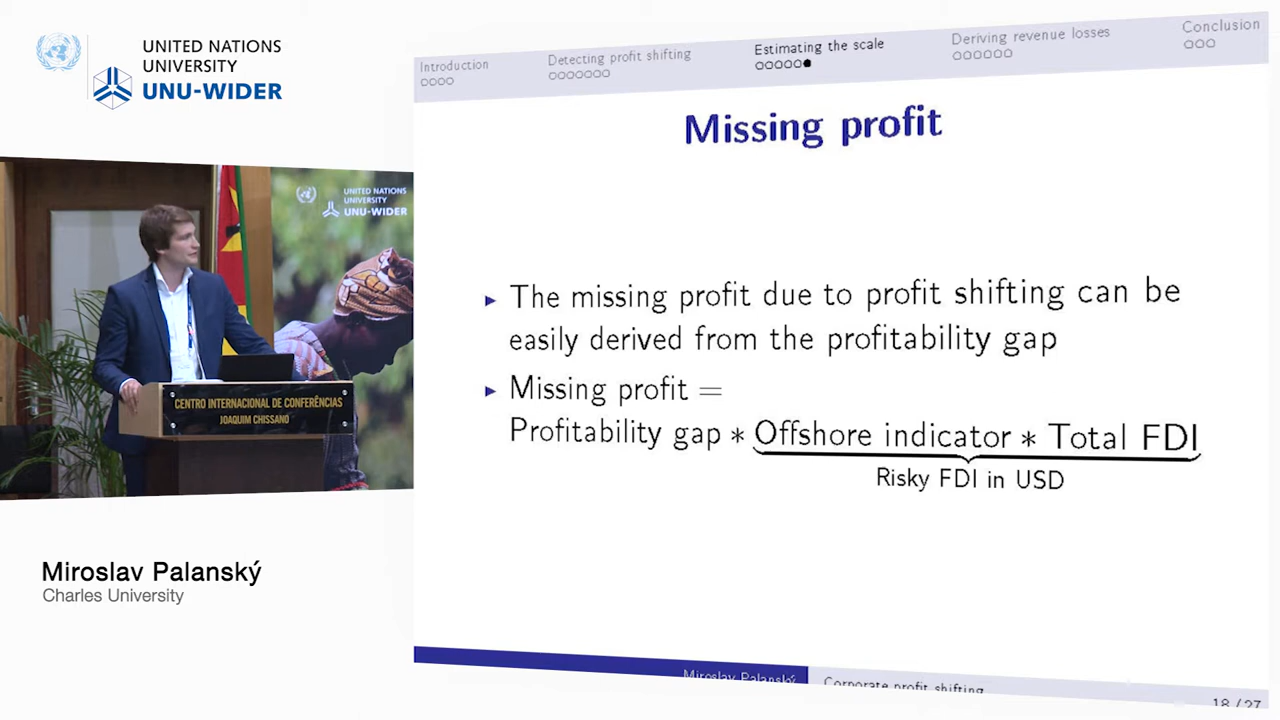 UNITED NATIONS
UNIVERSITY
UNU-WIDER
Introduction
Detecting profit shifting
Estimating the scale
Deriving revenue losses
Conclusion
Missing profit
▶ The missing profit due to profit shifting can be
easily derived from the profitability gap
▶ Missing profit =
Profitability gap * Offshore indicator * Total FDI
Risky FDI in USD
UNITED NATIONS
UNIVERSITY
UNU-WIDER
CENTRO INTERNACIONAL DE CONFERÊNCIAS
JOAQUIM CHISSANO
Miroslav Palanský
Charles University
Miroslav Palanský
Corporate profit shifting
18 / 27